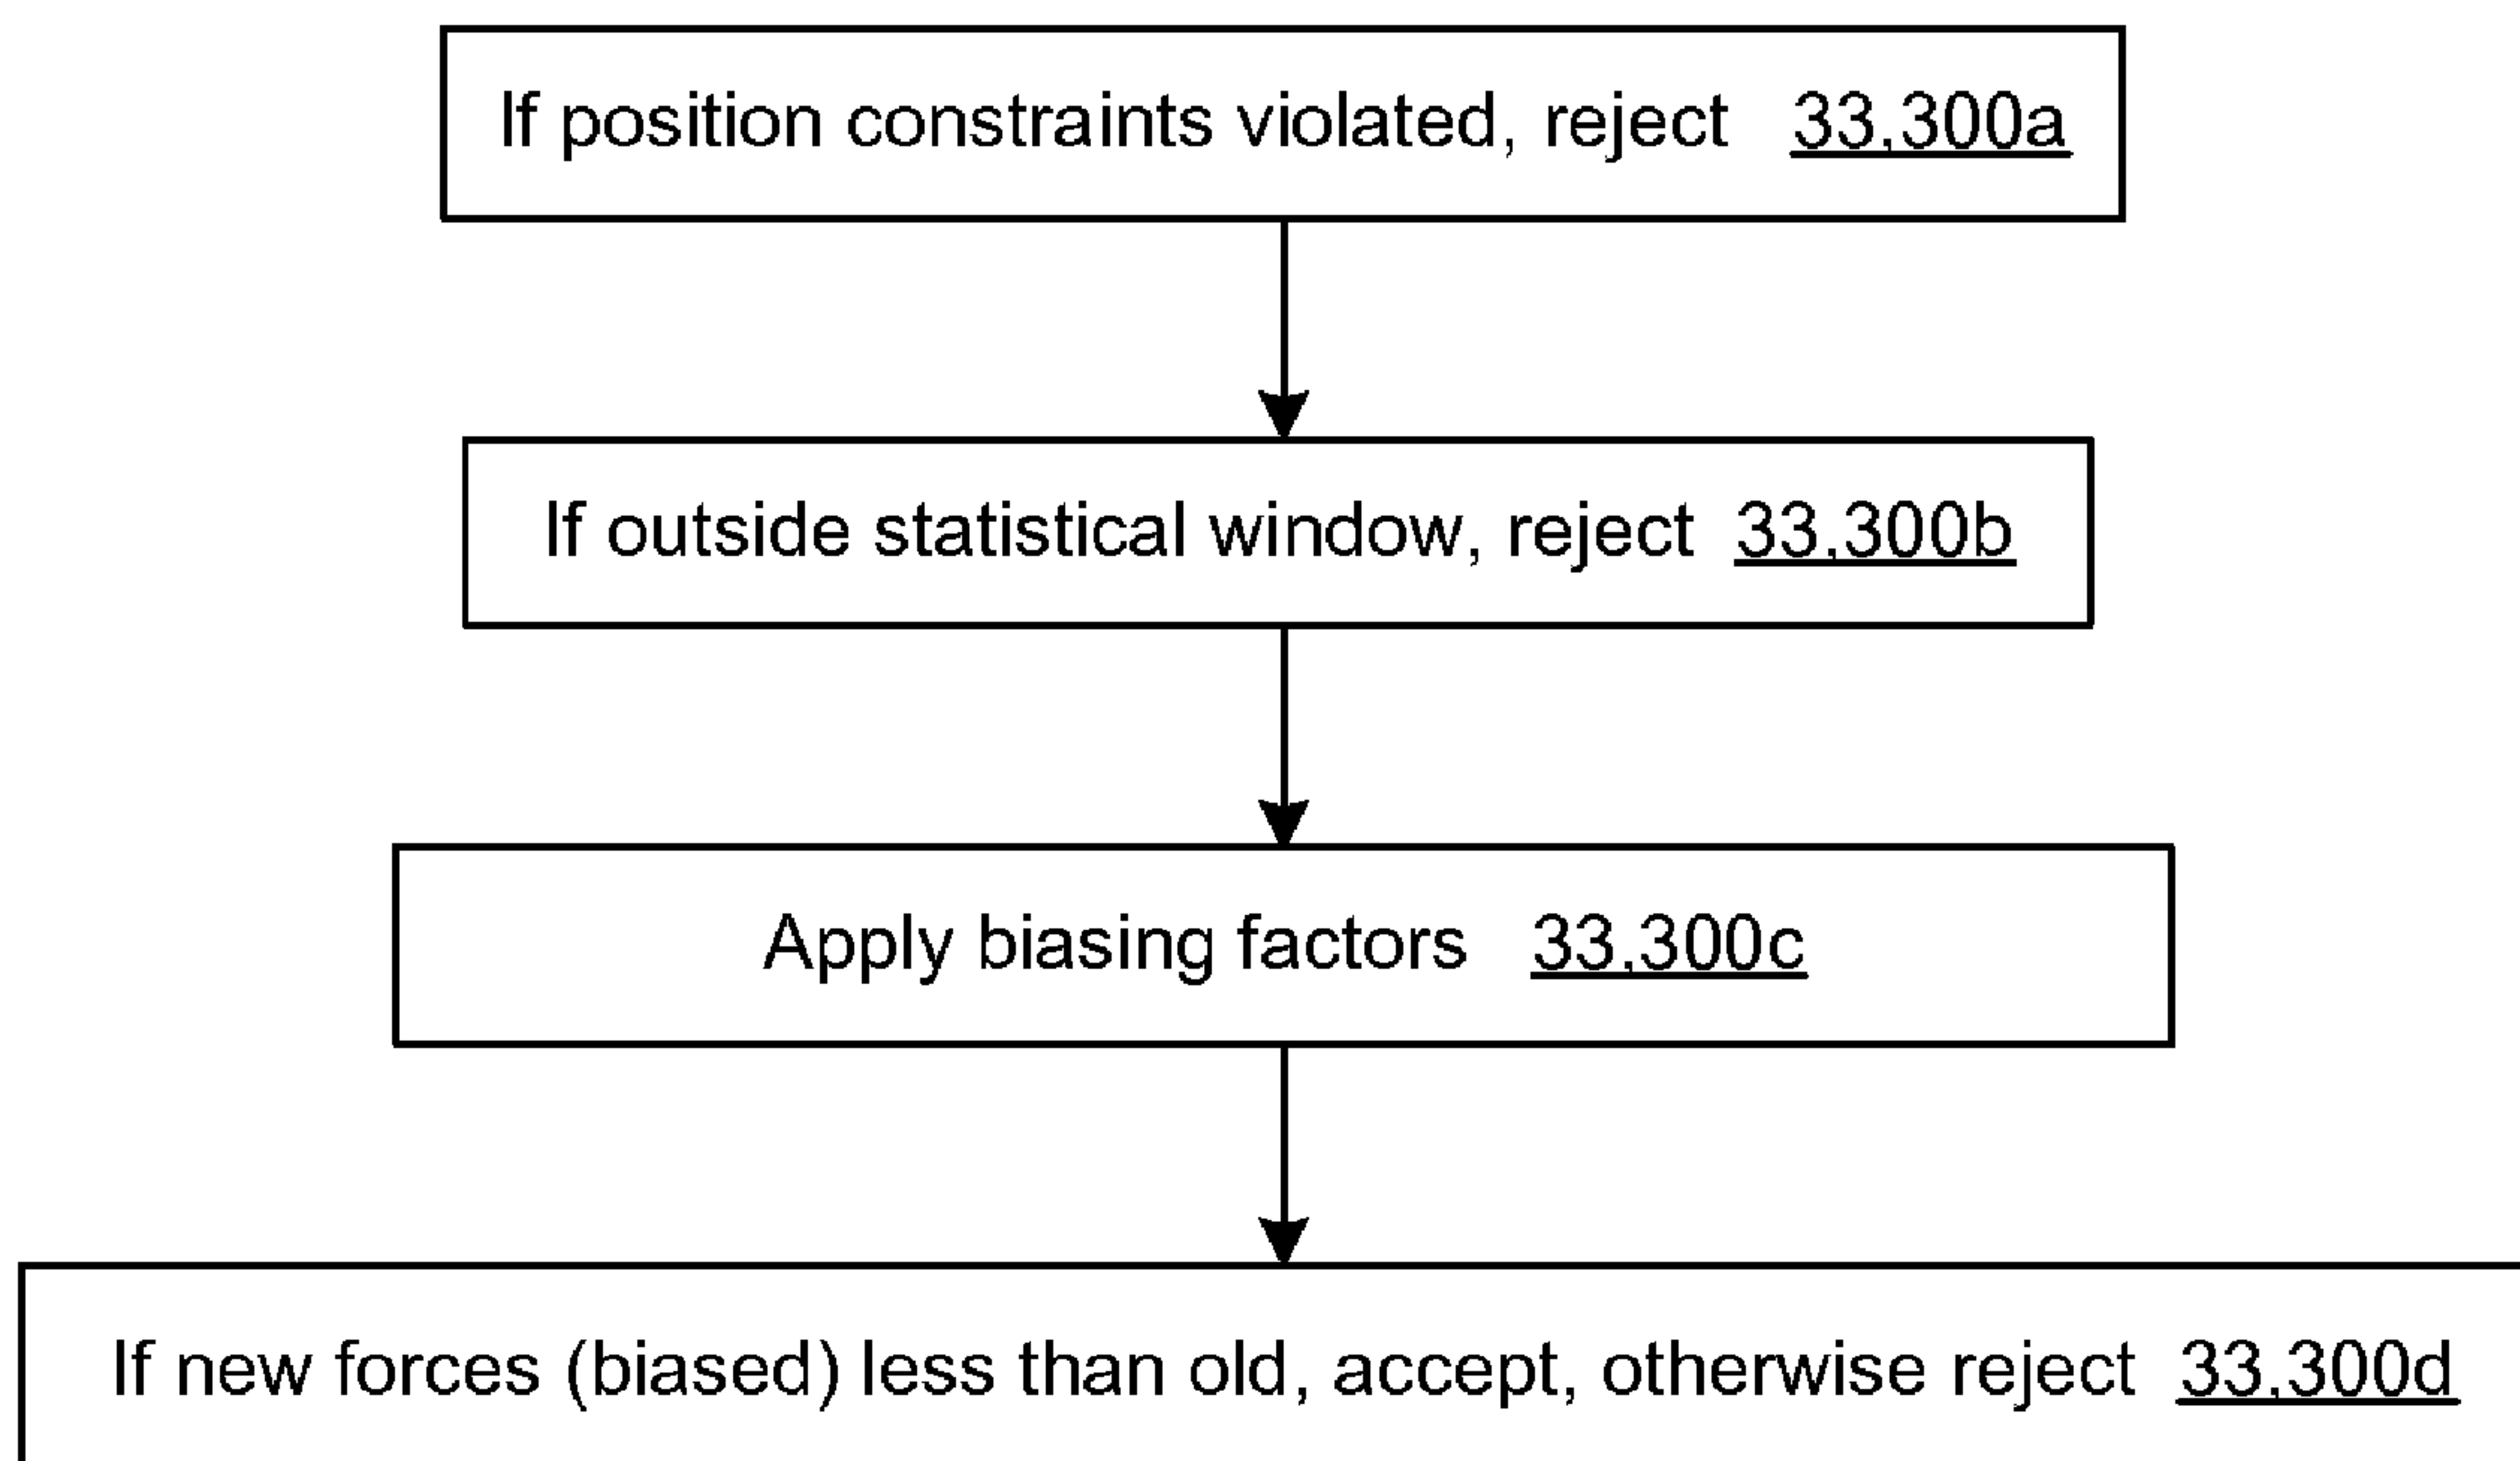 If position constraints violated, reject 33,300a
If outside statistical window, reject 33,300b
Apply biasing factors 33,300c
If new forces (biased) less than old, accept, otherwise reject 33,300d